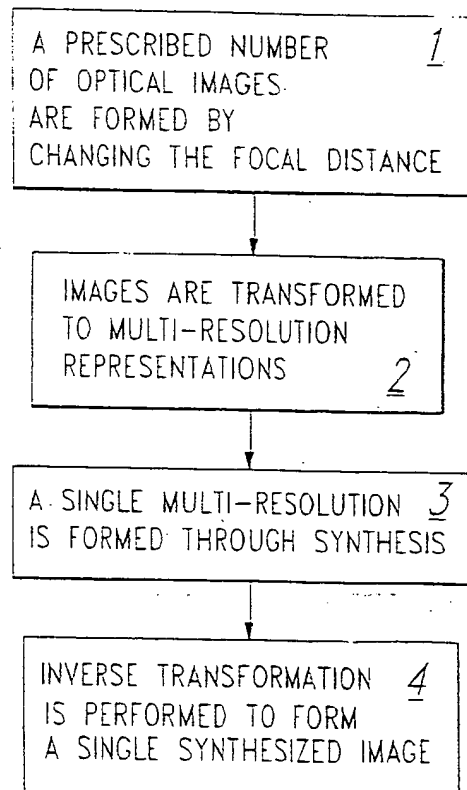 A PRESCRIBED NUMBER 1
OF OPTICAL IMAGES
ARE FORMED BY
CHANGING THE FOCAL DISTANCE
IMAGES ARE TRANSFORMED
TO MULTI-RESOLUTION
REPRESENTATIONS 2
A SINGLE MULTI-RESOLUTION 3
IS FORMED THROUGH SYNTHESIS
INVERSE TRANSFORMATION 4
IS PERFORMED TO FORM
A SINGLE SYNTHESIZED IMAGE